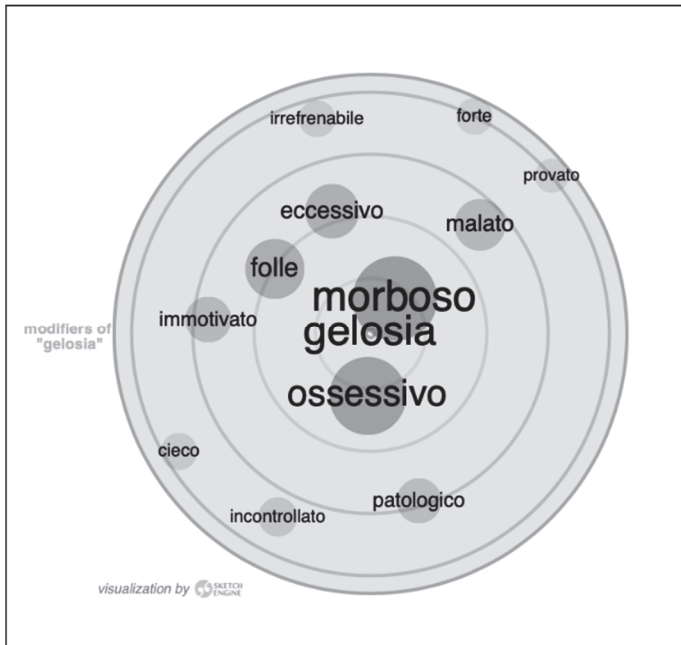 irrefrenabile
forte
provato
eccessivo
malato
folle
morboso
immotivato
gelosia
modifiers of
"gelosia"
ossessivo
cieco
patologico
incontrollato
visualization by SKETCH
ENGINE